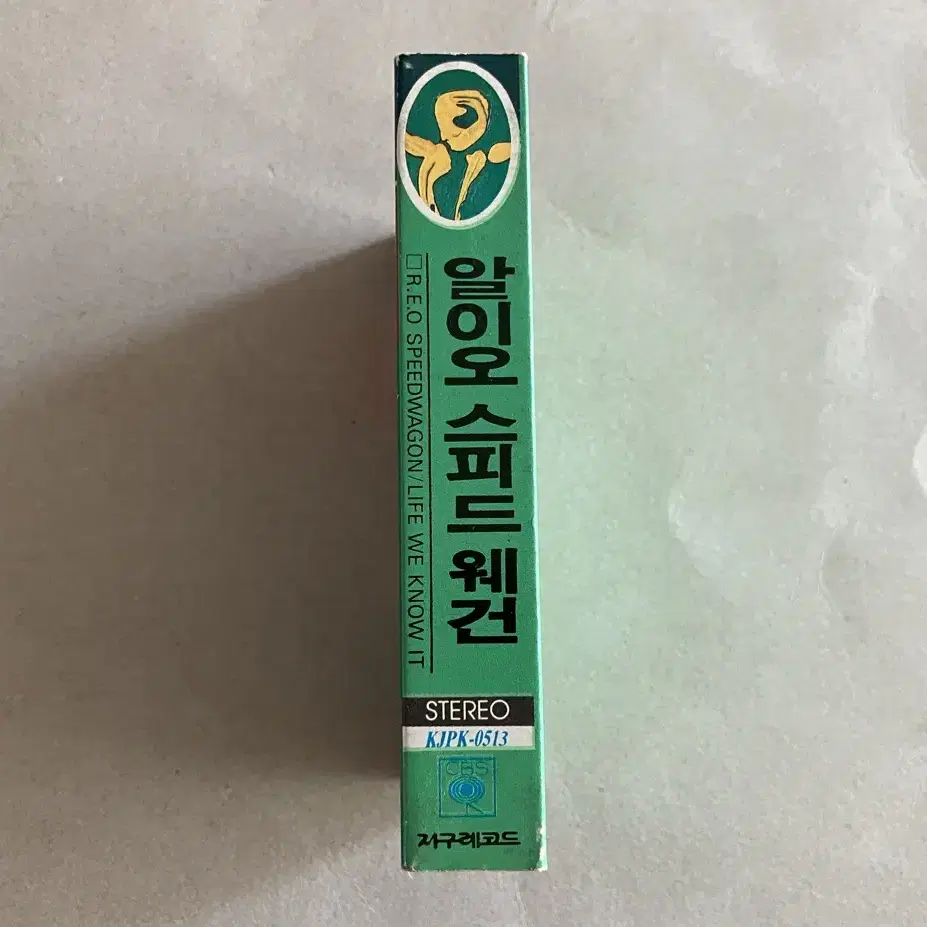 알이오 스피드 웨건
□R.E.O SPEEDWAGON/LIFE WE KNOW IT
STEREO
KJPK-0513
CBS
지구레코드